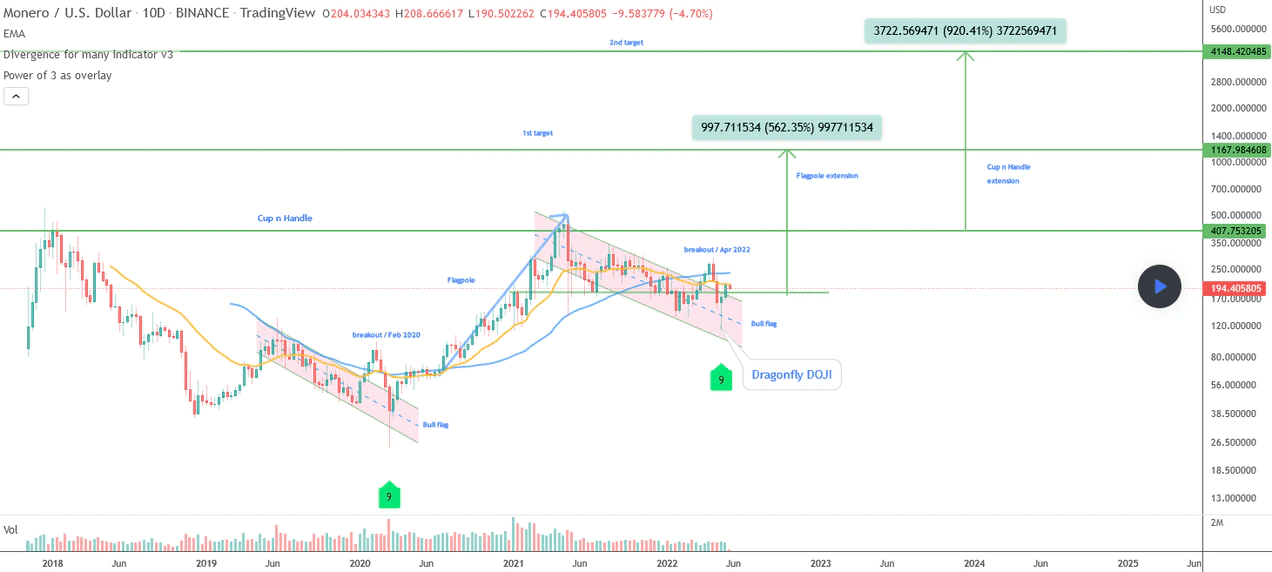 Monero / U.S. Dollar · 10D · BINANCE · TradingView O204.034343 H208.666617 L190.502262 C194.405805 −9.583779 (−4.70%)
USD
EMA
Divergence for many indicator v3
Power of 3 as overlay
3722.569471 (920.41%) 3722569471
2nd target
5600.000000
4148.420485
2800.000000
2000.000000
997.711534 (562.35%) 997711534
1st target
1400.000000
1167.984608
1000.000000
Flagpole extension
Cup n Handle
extension
700.000000
Cup n Handle
500.000000
407.753205
350.000000
breakout / Apr 2022
250.000000
Flagpole
194.405805
170.000000
Bull flag
120.000000
breakout / Feb 2020
80.000000
Dragonfly DOJI
9
56.000000
38.500000
Bull flag
26.500000
18.500000
9
13.000000
Vol
2M
2018 Jun 2019 Jun 2020 Jun 2021 Jun 2022 Jun 2023 Jun 2024 Jun 2025 Jun